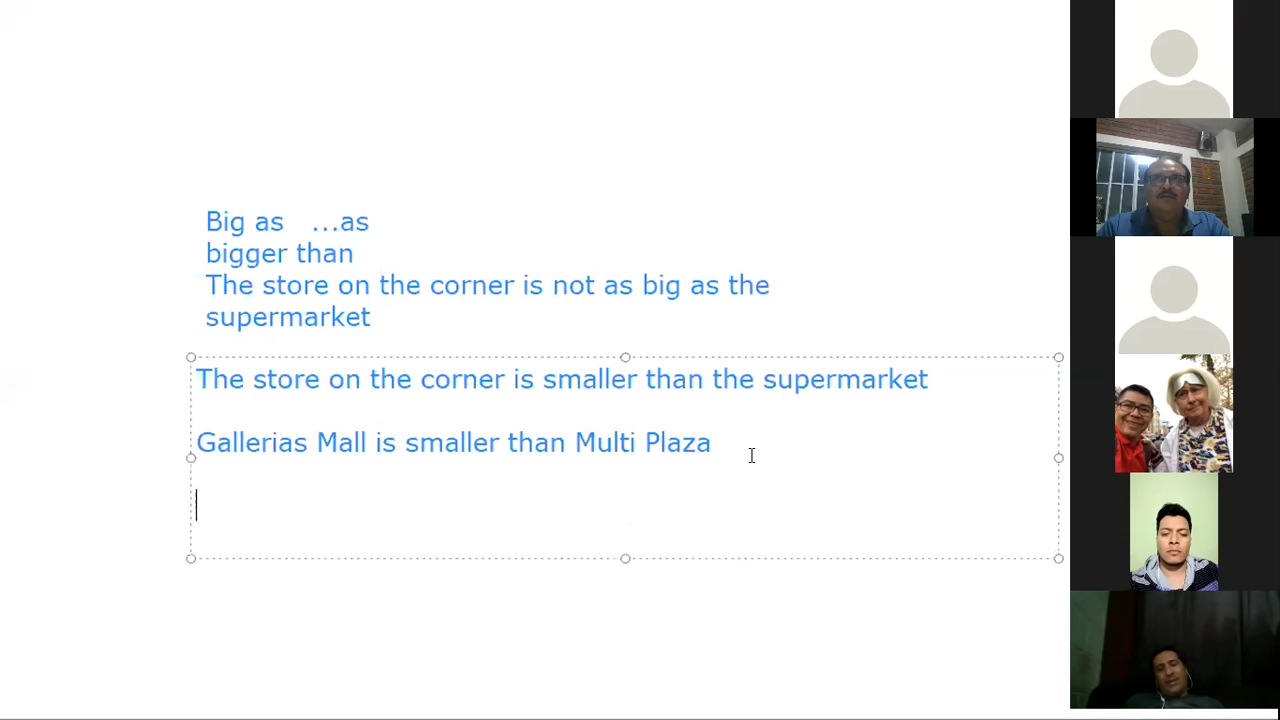 Big as …as
bigger than
The store on the corner is not as big as the
supermarket
The store on the corner is smaller than the supermarket
Gallerias Mall is smaller than Multi Plaza